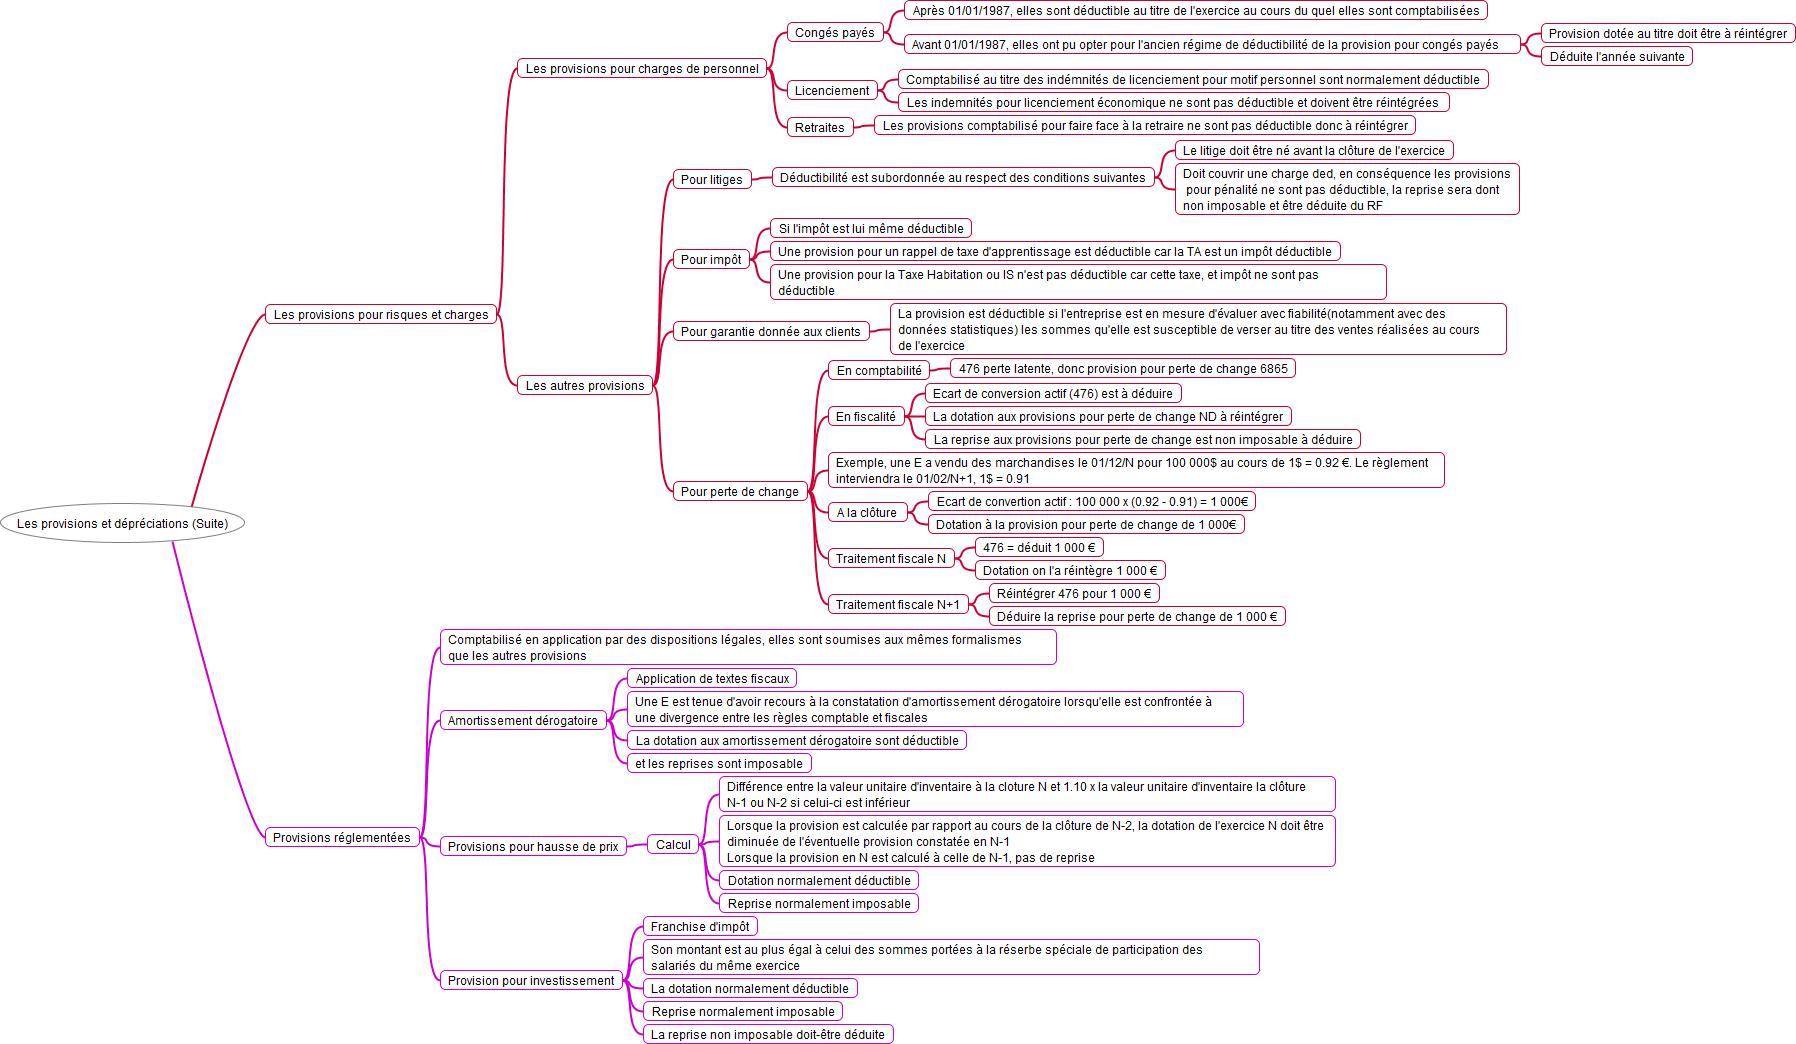 Les provisions et dépréciations (Suite)
Les provisions pour risques et charges
Les provisions pour charges de personnel
Congés payés
Après 01/01/1987, elles sont déductible au titre de l'exercice au cours du quel elles sont comptabilisées
Avant 01/01/1987, elles ont pu opter pour l'ancien régime de déductibilité de la provision pour congés payés
Provision dotée au titre doit être à réintégrer
Déduite l'année suivante
Licenciement
Comptabilisé au titre des indémnités de licenciement pour motif personnel sont normalement déductible
Les indemnités pour licenciement économique ne sont pas déductible et doivent être réintégrées
Retraites
Les provisions comptabilisé pour faire face à la retraire ne sont pas déductible donc à réintégrer
Les autres provisions
Pour litiges
Déductibilité est subordonnée au respect des conditions suivantes
Le litige doit être né avant la clôture de l'exercice
Doit couvrir une charge ded, en conséquence les provisions
pour pénalité ne sont pas déductible, la reprise sera dont
non imposable et être déduite du RF
Pour impôt
Si l'impôt est lui même déductible
Une provision pour un rappel de taxe d'apprentissage est déductible car la TA est un impôt déductible
Une provision pour la Taxe Habitation ou IS n'est pas déductible car cette taxe, et impôt ne sont pas
déductible
Pour garantie donnée aux clients
La provision est déductible si l'entreprise est en mesure d'évaluer avec fiabilité(notamment avec des
données statistiques) les sommes qu'elle est susceptible de verser au titre des ventes réalisées au cours
de l'exercice
Pour perte de change
En comptabilité
476 perte latente, donc provision pour perte de change 6865
En fiscalité
Ecart de conversion actif (476) est à déduire
La dotation aux provisions pour perte de change ND à réintégrer
La reprise aux provisions pour perte de change est non imposable à déduire
Exemple, une E a vendu des marchandises le 01/12/N pour 100 000$ au cours de 1$ = 0.92 €. Le règlement
interviendra le 01/02/N+1, 1$ = 0.91
A la clôture
Ecart de convertion actif : 100 000 x (0.92 - 0.91) = 1 000€
Dotation à la provision pour perte de change de 1 000€
Traitement fiscale N
476 = déduit 1 000 €
Dotation on l'a réintègre 1 000 €
Traitement fiscale N+1
Réintégrer 476 pour 1 000 €
Déduire la reprise pour perte de change de 1 000 €
Provisions réglementées
Comptabilisé en application par des dispositions légales, elles sont soumises aux mêmes formalismes
que les autres provisions
Amortissement dérogatoire
Application de textes fiscaux
Une E est tenue d'avoir recours à la constatation d'amortissement dérogatoire lorsqu'elle est confrontée à
une divergence entre les règles comptable et fiscales
La dotation aux amortissement dérogatoire sont déductible
et les reprises sont imposable
Provisions pour hausse de prix
Calcul
Différence entre la valeur unitaire d'inventaire à la cloture N et 1.10 x la valeur unitaire d'inventaire la clôture
N-1 ou N-2 si celui-ci est inférieur
Lorsque la provision est calculée par rapport au cours de la clôture de N-2, la dotation de l'exercice N doit être
diminuée de l'éventuelle provision constatée en N-1
Lorsque la provision en N est calculé à celle de N-1, pas de reprise
Dotation normalement déductible
Reprise normalement imposable
Provision pour investissement
Franchise d'impôt
Son montant est au plus égal à celui des sommes portées à la réserbe spéciale de participation des
salariés du même exercice
La dotation normalement déductible
Reprise normalement imposable
La reprise non imposable doit-être déduite